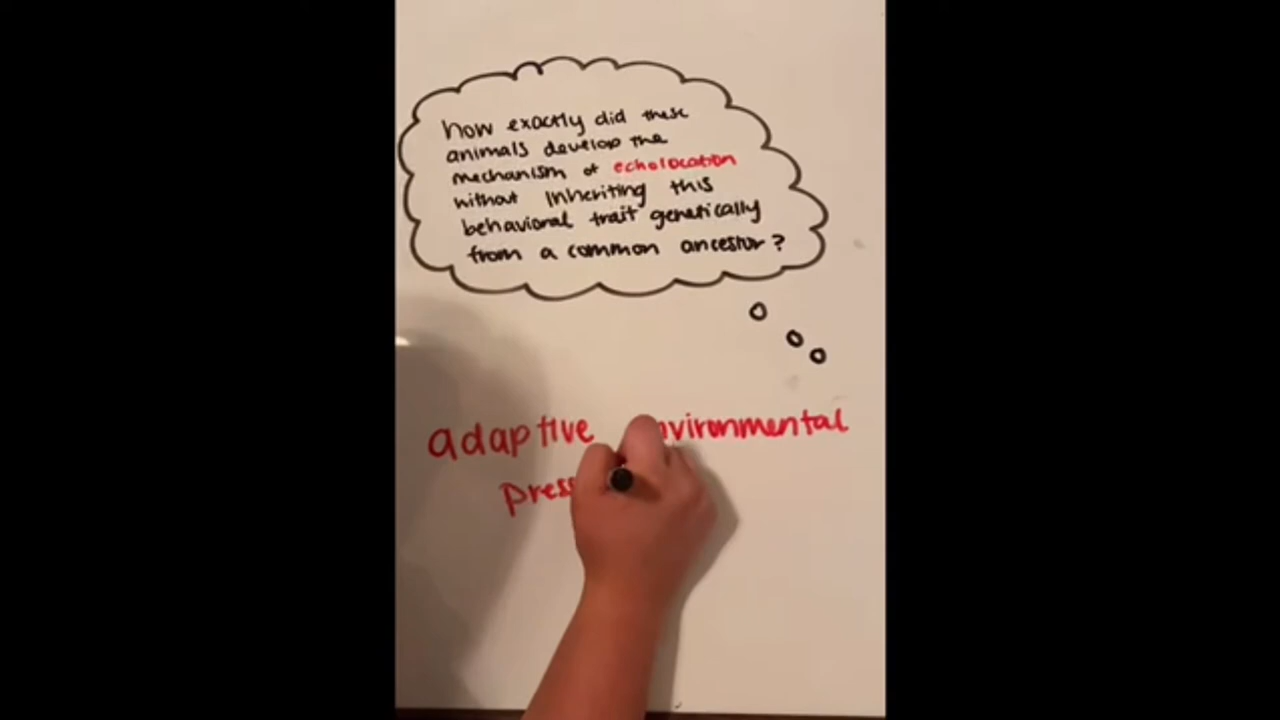 how exactly did these
animals develop the
mechanism of echolocation
without inheriting this
behavioral trait genetically
from a common ancestor?
adaptive nvironmental
press